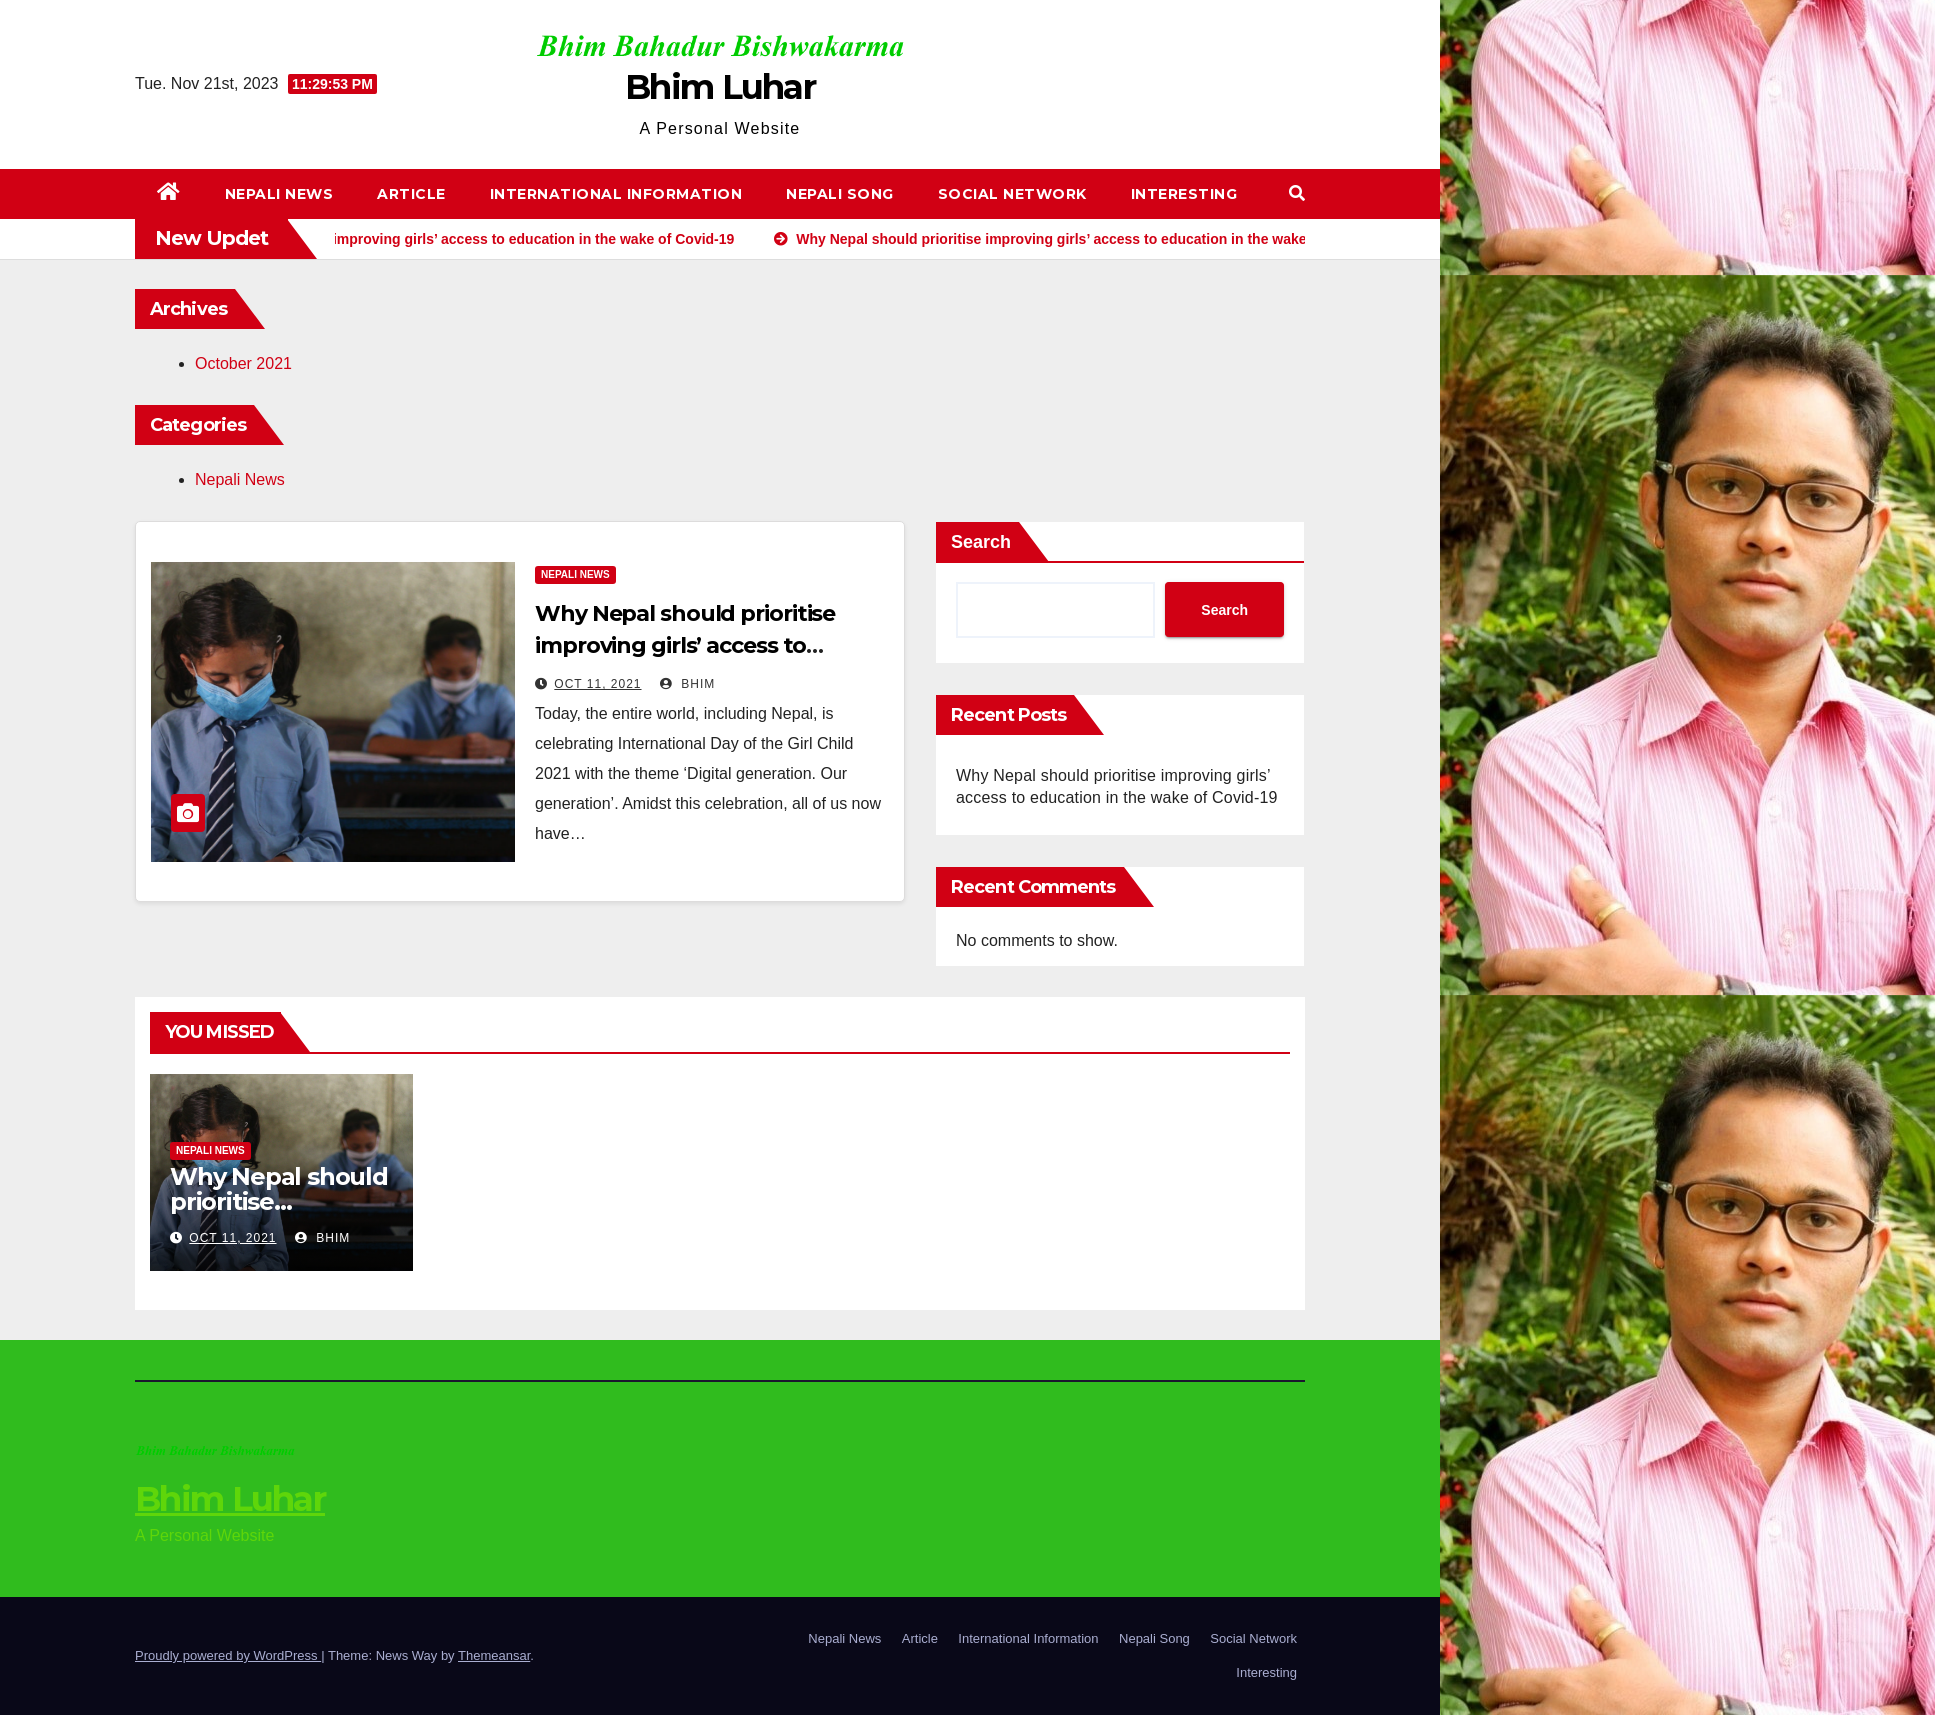 Bhim Bahadur Bishwakarma
Bhim Luhar
A Personal Website
Tue. Nov 21st, 2023 11:29:53 PM
NEPALI NEWS ARTICLE INTERNATIONAL INFORMATION NEPALI SONG SOCIAL NETWORK INTERESTING
New Updet improving girls’ access to education in the wake of Covid-19 Why Nepal should prioritise improving girls’ access to education in the wake
Archives
October 2021
Categories
Nepali News
NEPALI NEWS
Why Nepal should prioritise
improving girls’ access to…
OCT 11, 2021 BHIM
Today, the entire world, including Nepal, is
celebrating International Day of the Girl Child
2021 with the theme ‘Digital generation. Our
generation’. Amidst this celebration, all of us now
have…
Search
Search
Recent Posts
Why Nepal should prioritise improving girls’
access to education in the wake of Covid-19
Recent Comments
No comments to show.
YOU MISSED
NEPALI NEWS
Why Nepal should
prioritise…
OCT 11, 2021 BHIM
Bhim Bahadur Bishwakarma
Bhim Luhar
A Personal Website
Proudly powered by WordPress | Theme: News Way by Themeansar.
Nepali News Article International Information Nepali Song Social Network
Interesting